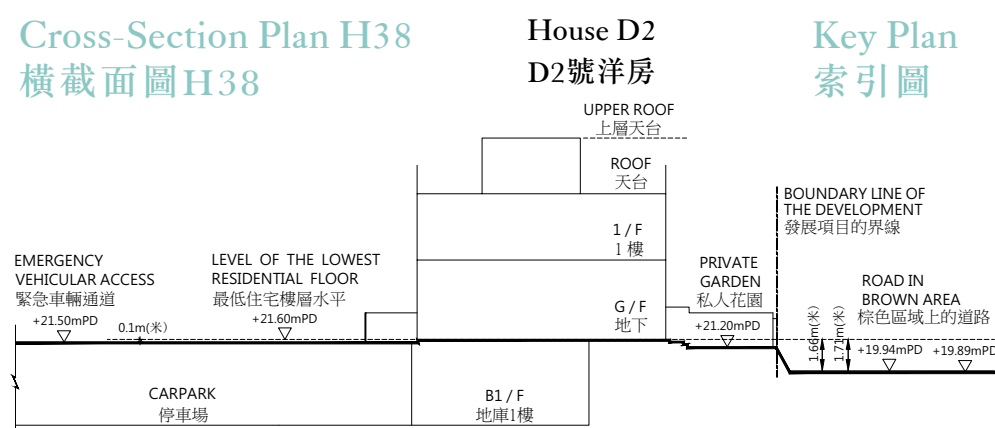 Cross-Section Plan H38
橫截面圖H38
House D2
D2號洋房
Key Plan
索引圖
UPPER ROOF
上層天台
ROOF
天台
1 / F
1 樓
G / F
地下
B1 / F
地庫1樓
EMERGENCY
VEHICULAR ACCESS
緊急車輛通道
+21.50mPD
0.1m(米)
LEVEL OF THE LOWEST
RESIDENTIAL FLOOR
最低住宅樓層水平
+21.60mPD
CARPARK
停車場
PRIVATE
GARDEN
私人花園
+21.20mPD
BOUNDARY LINE OF
THE DEVELOPMENT
發展項目的界線
1.66m(米)
1.71m(米)
ROAD IN
BROWN AREA
棕色區域上的道路
+19.94mPD
+19.89mPD